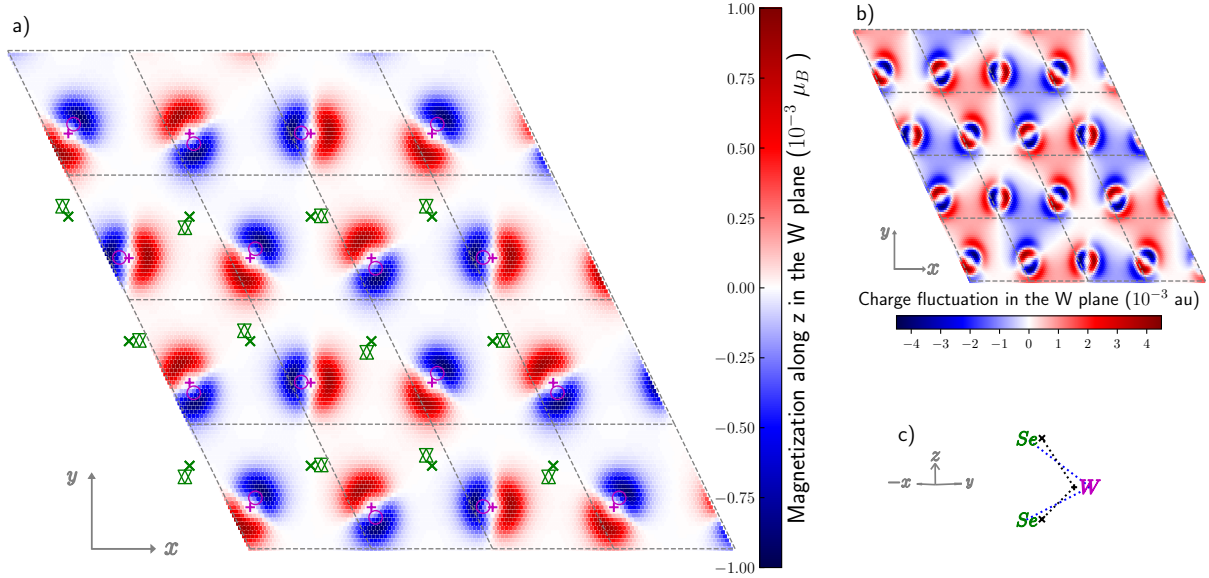 a)
y
x
1.00
0.75
0.50
0.25
0.00
−0.25
−0.50
−0.75
−1.00
Magnetization along z in the W plane (10⁻³ μB)
b)
y
x
Charge fluctuation in the W plane (10⁻³ au)
−4 −3 −2 −1 0 1 2 3 4
c)
Se
z
−x y
W
Se